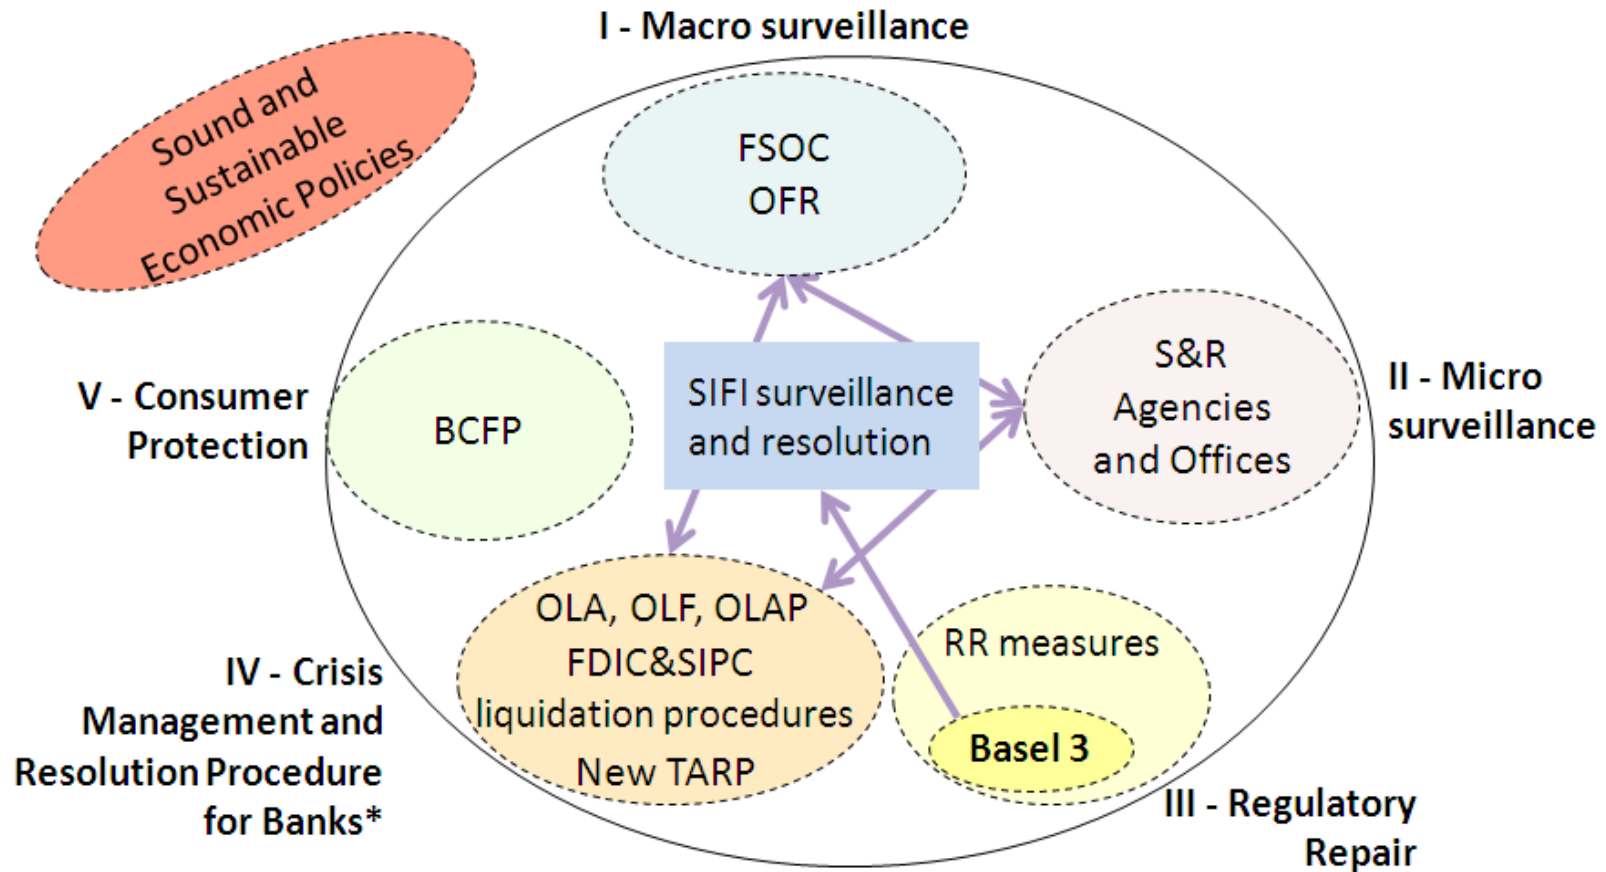 I - Macro surveillance
Sound and
Sustainable
Economic Policies
FSOC
OFR
V - Consumer
Protection
BCFP
SIFI surveillance
and resolution
S&R
Agencies
and Offices
II - Micro
surveillance
IV - Crisis
Management and
Resolution Procedure
for Banks*
OLA, OLF, OLAP
FDIC&SIPC
liquidation procedures
New TARP
RR measures
Basel 3
III - Regulatory
Repair